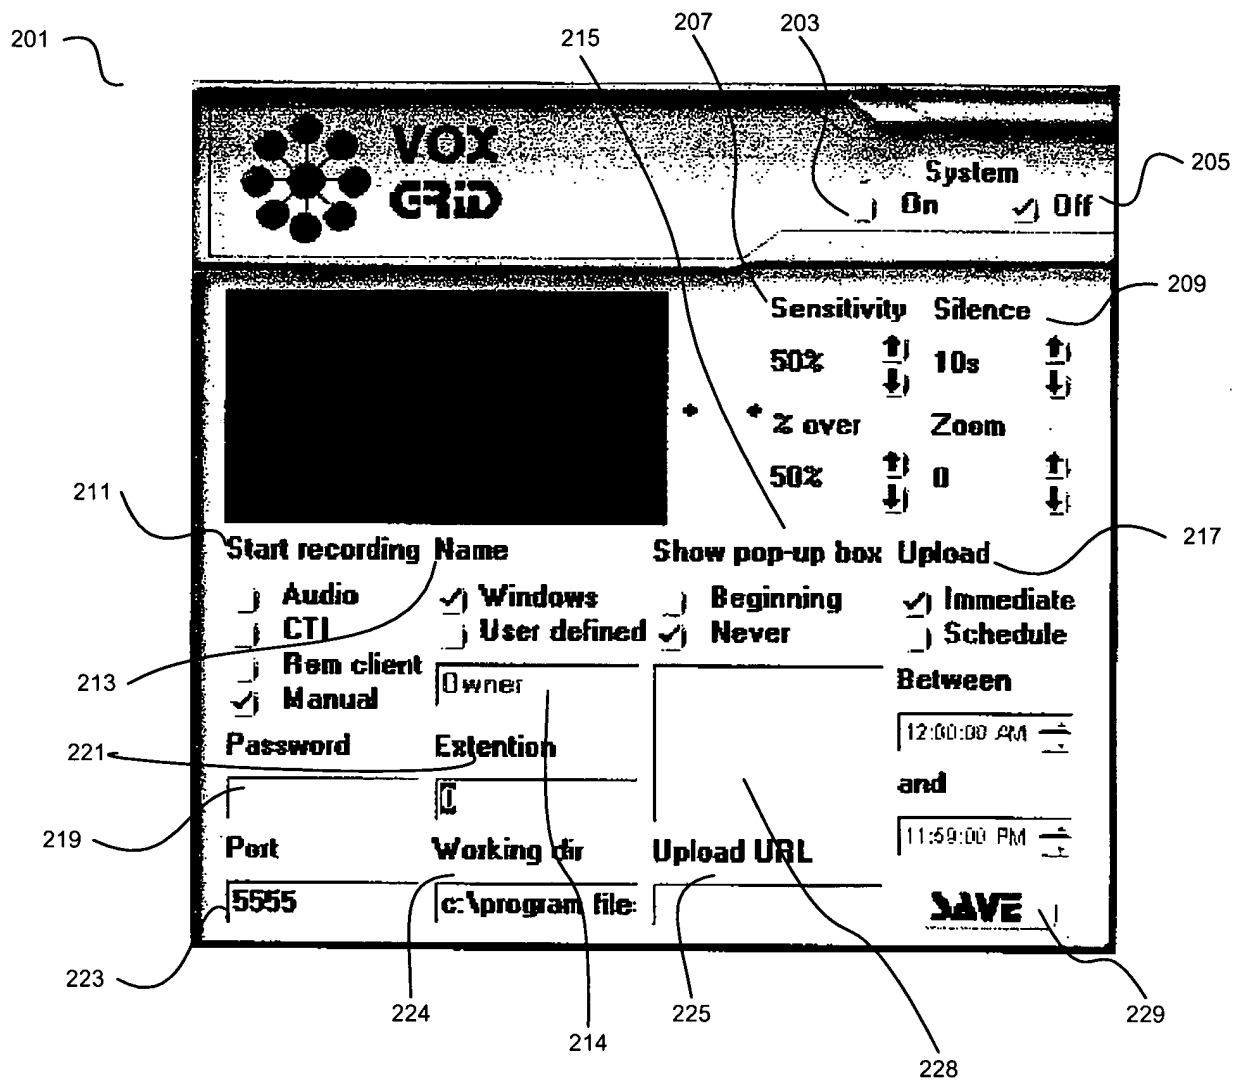 201
215
207
203
VOX
GRiD
System
On
Off
205
Sensitivity
Silence
209
50%
10s
% over
Zoom
50%
0
211
Start recording
Name
Show pop-up box
Upload
217
Audio
Windows
Beginning
Immediate
CTI
User defined
Never
Schedule
Rem client
213
Manual
Owner
Between
221
Password
Extention
12:00:00 AM
and
219
Port
Working dir
Upload URL
11:59:00 PM
5555
c:\program file
SAVE
223
224
214
225
228
229